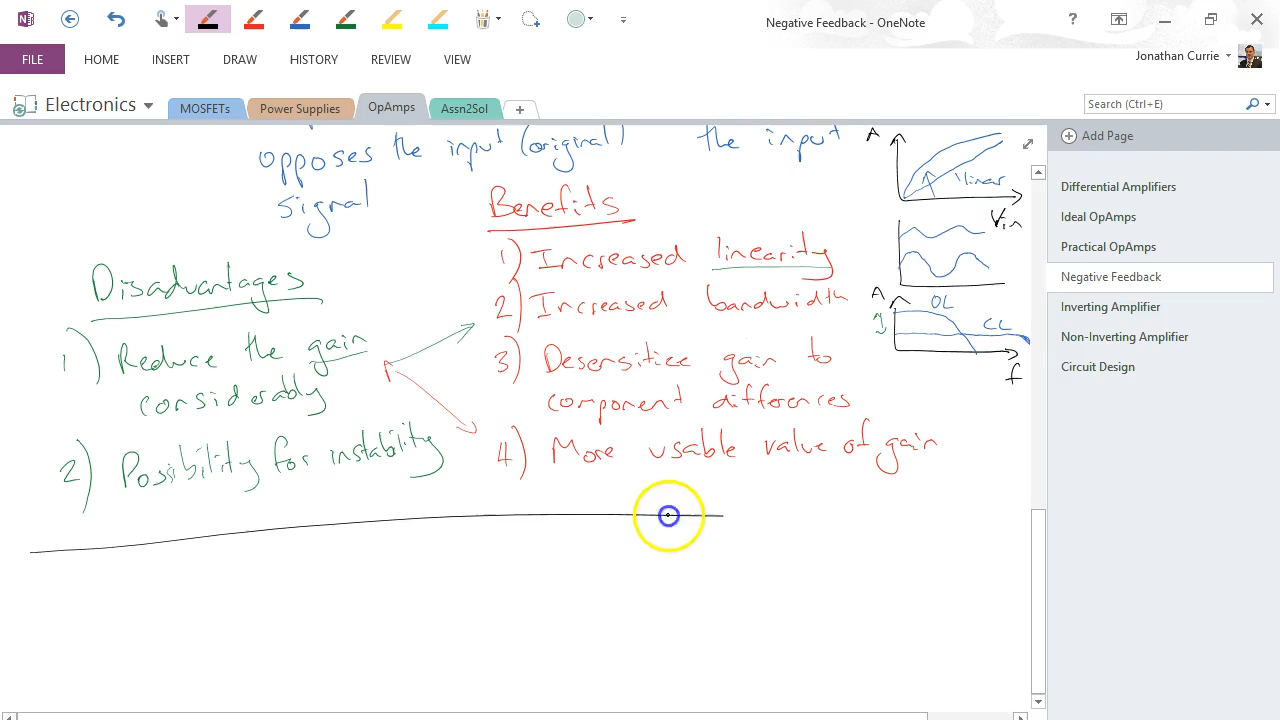 Negative Feedback - OneNote
?
Jonathan Currie
FILE HOME INSERT DRAW HISTORY REVIEW VIEW
Electronics MOSFETs Power Supplies OpAmps Assn2Sol +
Search (Ctrl+E)
Add Page
Differential Amplifiers
Ideal OpAmps
Practical OpAmps
Negative Feedback
Inverting Amplifier
Non-Inverting Amplifier
Circuit Design
opposes the input (original) the input
signal
Disadvantages
1) Reduce the gain
considerably
2) Possibility for instability
Benefits
1) Increased linearity
2) Increased bandwidth
3) Desensitice gain to
component differences
4) More usable value of gain
A
linear
Vin
A
OL
CL
f